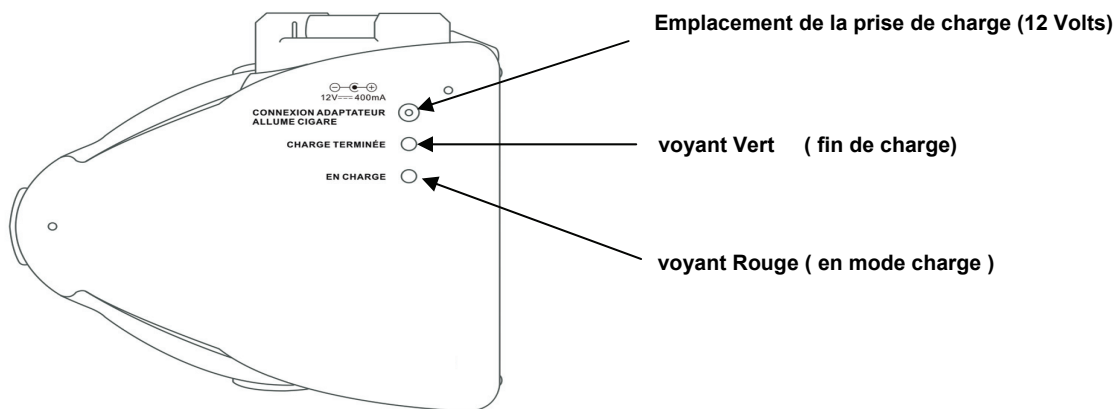 Emplacement de la prise de charge (12 Volts)
12V 400mA
CONNEXION ADAPTATEUR
ALLUME CIGARE
CHARGE TERMINÉE
voyant Vert ( fin de charge)
EN CHARGE
voyant Rouge ( en mode charge )